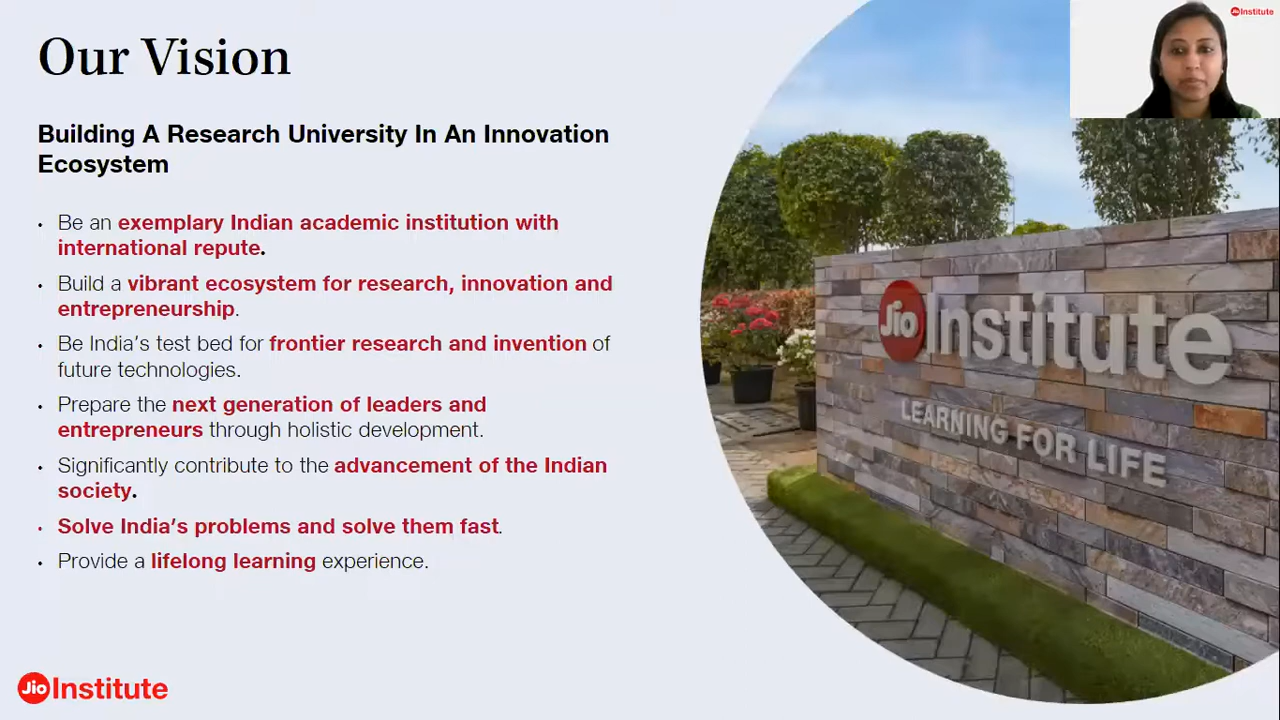 Our Vision
Building A Research University In An Innovation
Ecosystem
• Be an exemplary Indian academic institution with
international repute.
• Build a vibrant ecosystem for research, innovation and
entrepreneurship.
• Be India's test bed for frontier research and invention of
future technologies.
• Prepare the next generation of leaders and
entrepreneurs through holistic development.
• Significantly contribute to the advancement of the Indian
society.
• Solve India's problems and solve them fast.
• Provide a lifelong learning experience.
Jio Institute
Jio Institute
LEARNING FOR LIFE
Jio Institute